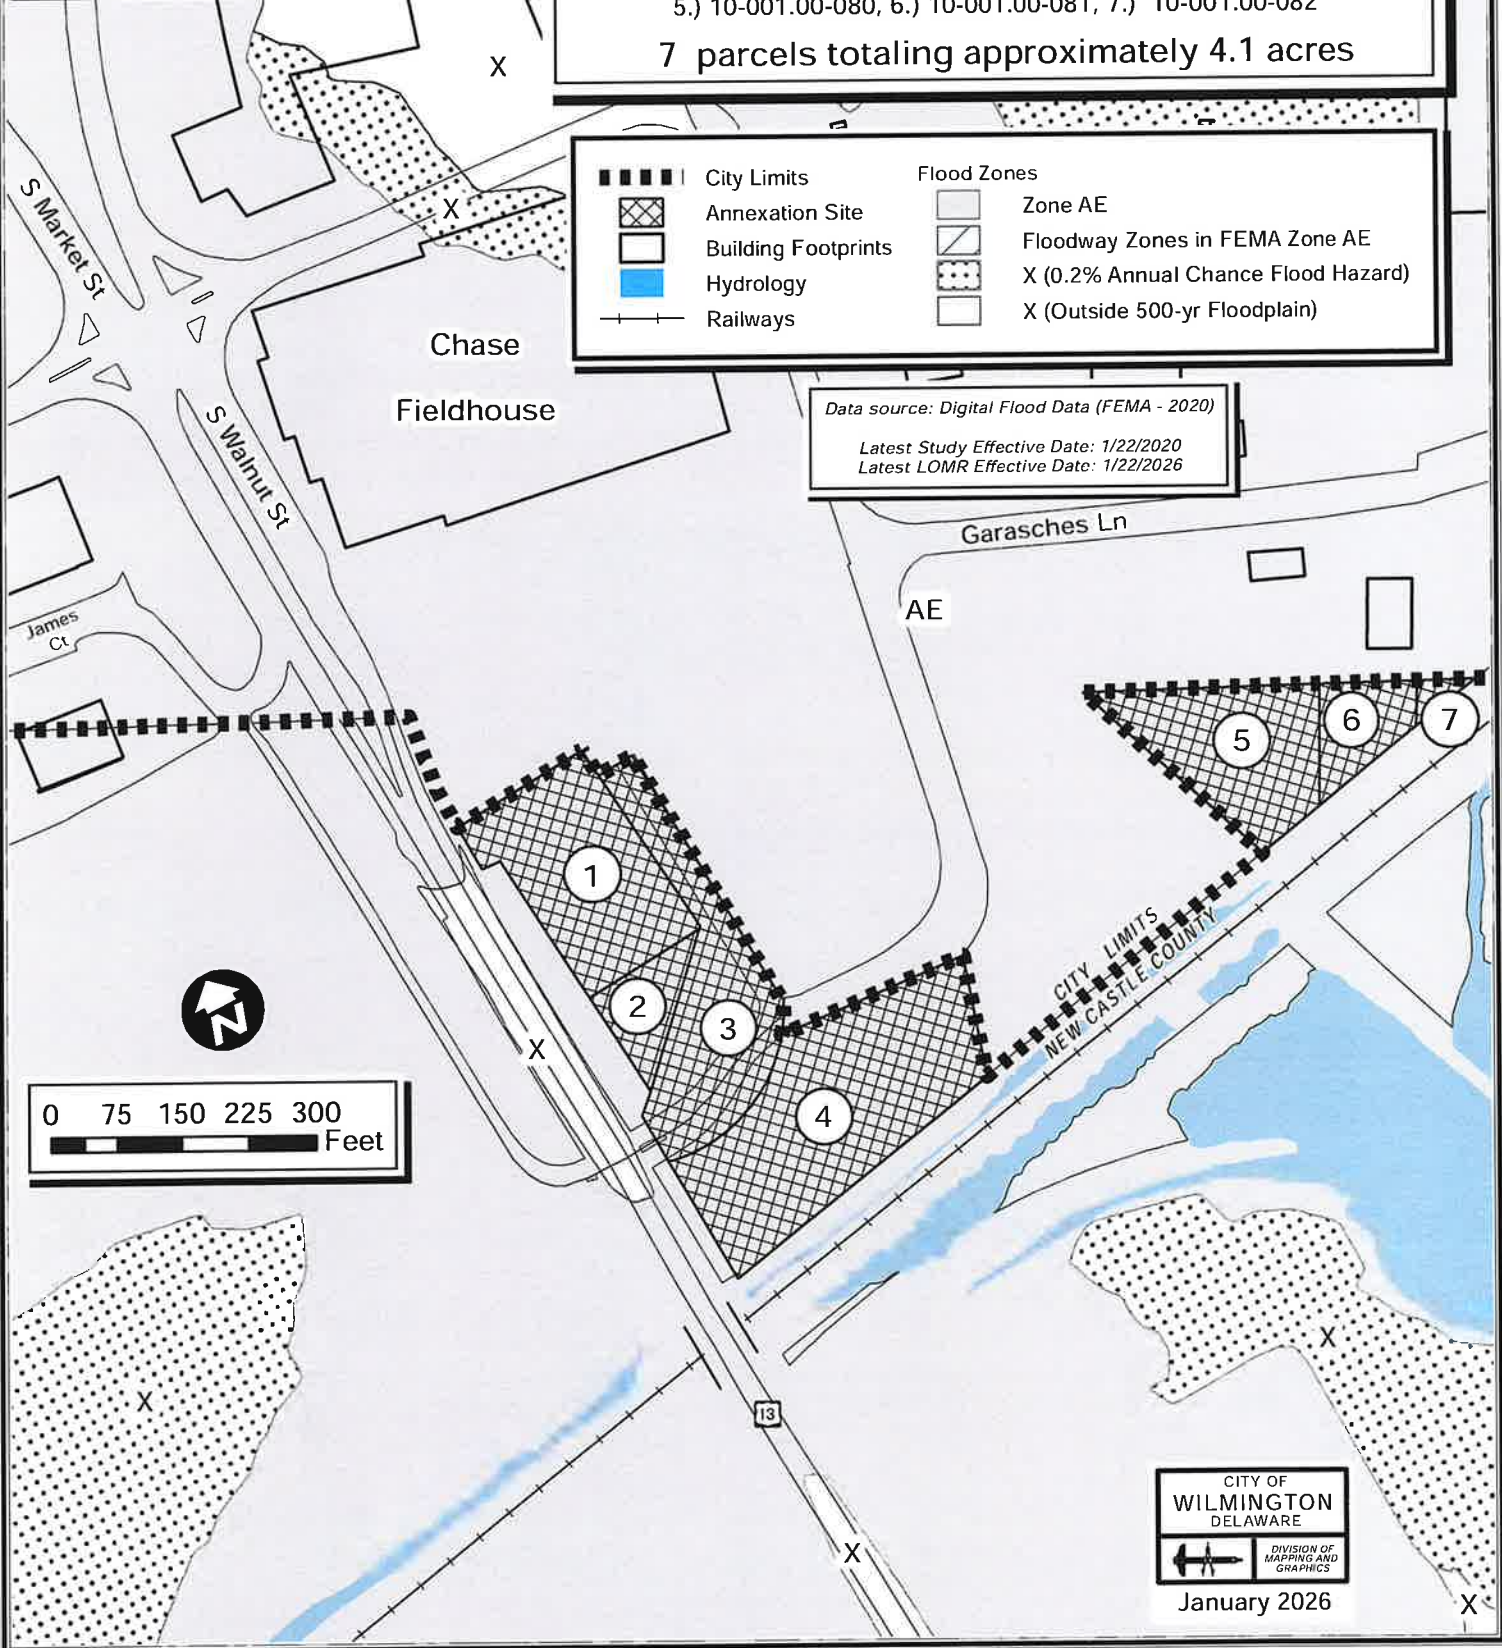 5.) 10-001.00-080, 6.) 10-001.00-081, 7.) 10-001.00-082
7 parcels totaling approximately 4.1 acres
City Limits
Annexation Site
Building Footprints
Hydrology
Railways
Flood Zones
Zone AE
Floodway Zones in FEMA Zone AE
X (0.2% Annual Chance Flood Hazard)
X (Outside 500-yr Floodplain)
Data source: Digital Flood Data (FEMA - 2020)
Latest Study Effective Date: 1/22/2020
Latest LOMR Effective Date: 1/22/2026
X
X
S Market St
Chase
Fieldhouse
S Walnut St
Garasches Ln
James
Ct
AE
5
6
7
1
2
3
4
CITY LIMITS
NEW CASTLE COUNTY
X
N
0 75 150 225 300
Feet
X
X
13
X
X
CITY OF
WILMINGTON
DELAWARE
DIVISION OF
MAPPING AND
GRAPHICS
January 2026